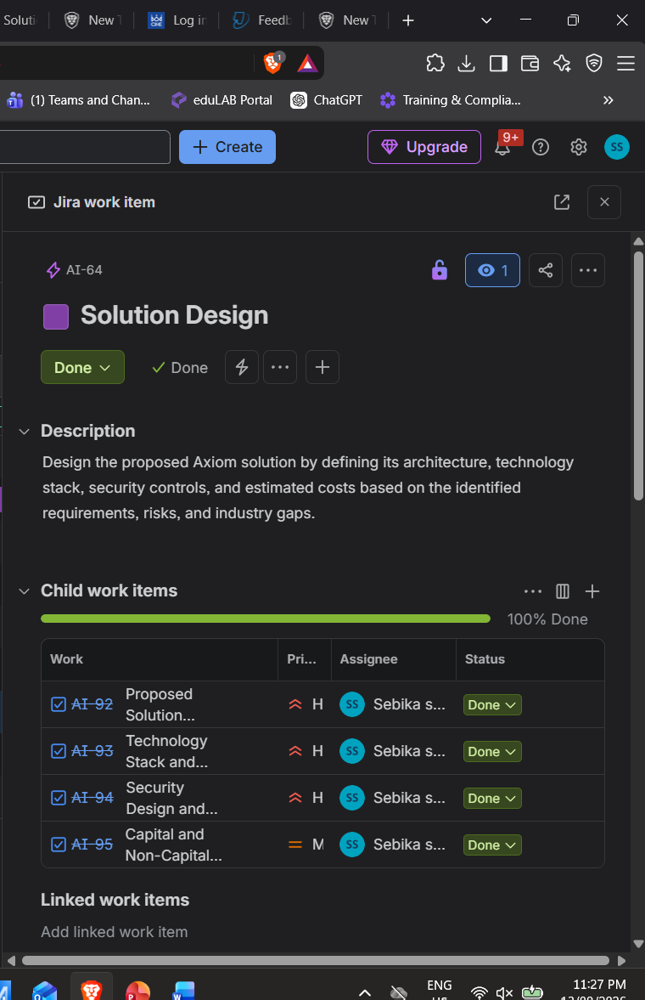 Soluti
New T
Log in
Feedb
New T
1
(1) Teams and Chan...
eduLAB Portal
ChatGPT
Training & Complia...
»
+ Create
Upgrade
9+
SS
Jira work item
AI-64
1
Solution Design
Done
Done
Description
Design the proposed Axiom solution by defining its architecture, technology
stack, security controls, and estimated costs based on the identified
requirements, risks, and industry gaps.
Child work items
100% Done
Work Pri... Assignee Status
AI-92 Proposed Solution... H SS Sebika s... Done
AI-93 Technology Stack and... H SS Sebika s... Done
AI-94 Security Design and... H SS Sebika s... Done
AI-95 Capital and Non-Capital... M SS Sebika s... Done
Linked work items
Add linked work item
ENG
11:27 PM